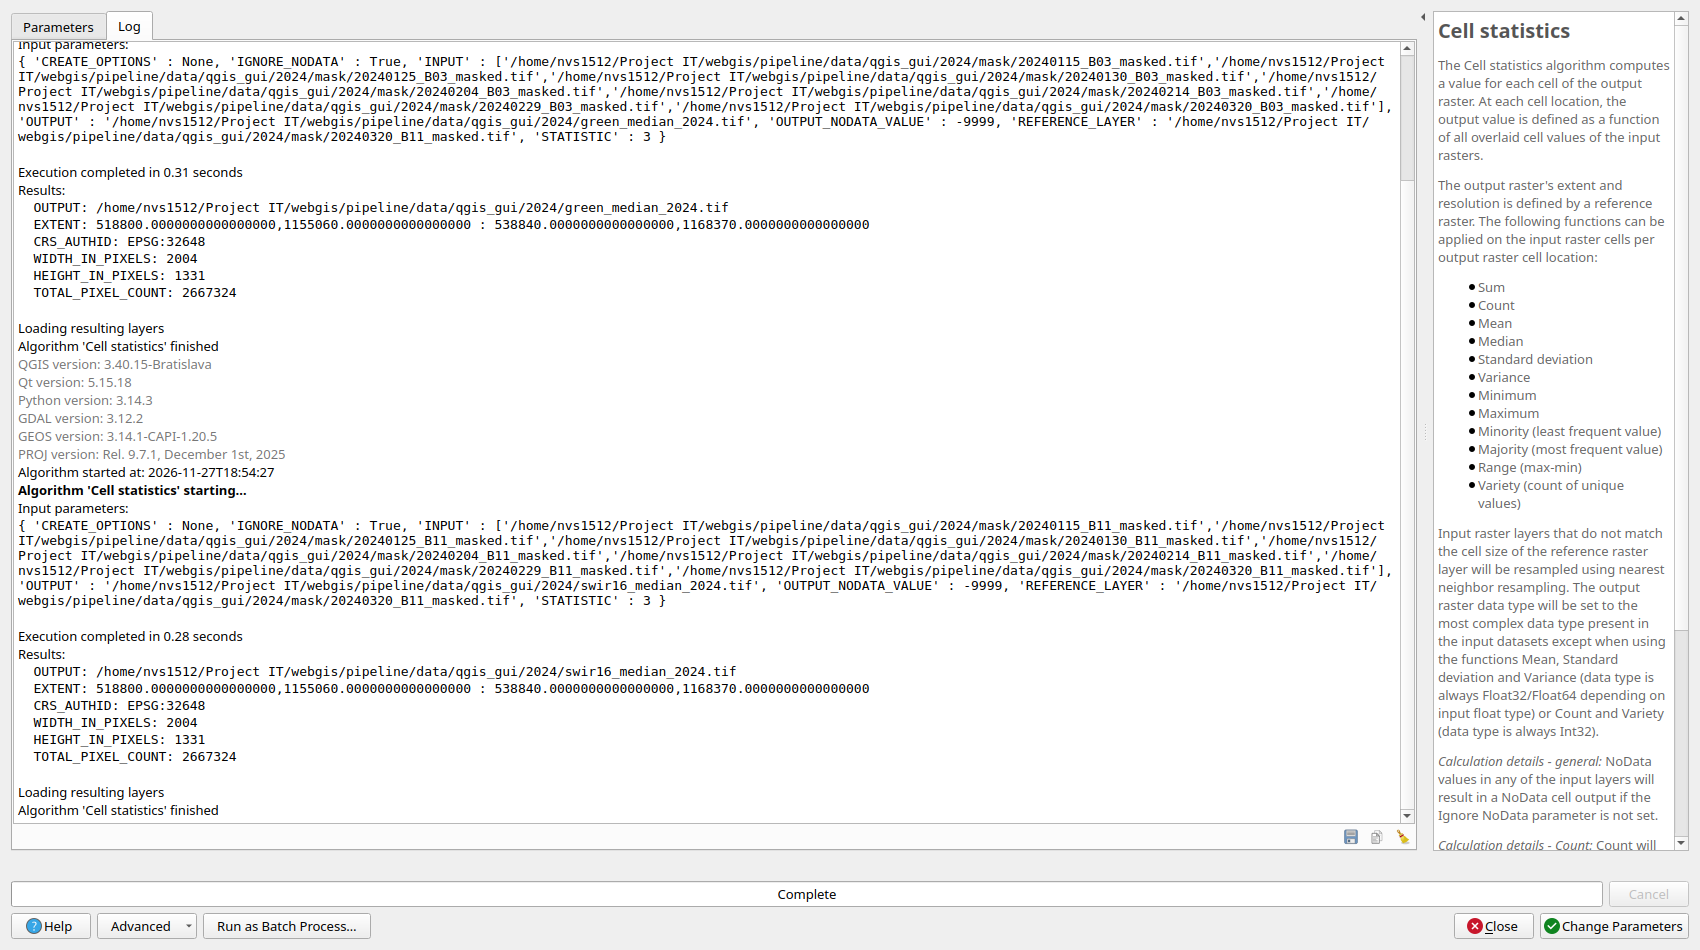 Parameters
Log
Input parameters:
{ 'CREATE_OPTIONS' : None, 'IGNORE_NODATA' : True, 'INPUT' : ['/home/nvs1512/Project IT/webgis/pipeline/data/qgis_gui/2024/mask/20240115_B03_masked.tif','/home/nvs1512/Project
IT/webgis/pipeline/data/qgis_gui/2024/mask/20240125_B03_masked.tif','/home/nvs1512/Project IT/webgis/pipeline/data/qgis_gui/2024/mask/20240130_B03_masked.tif','/home/nvs1512/
Project IT/webgis/pipeline/data/qgis_gui/2024/mask/20240204_B03_masked.tif','/home/nvs1512/Project IT/webgis/pipeline/data/qgis_gui/2024/mask/20240214_B03_masked.tif','/home/
nvs1512/Project IT/webgis/pipeline/data/qgis_gui/2024/mask/20240229_B03_masked.tif','/home/nvs1512/Project IT/webgis/pipeline/data/qgis_gui/2024/mask/20240320_B03_masked.tif'],
'OUTPUT' : '/home/nvs1512/Project IT/webgis/pipeline/data/qgis_gui/2024/green_median_2024.tif', 'OUTPUT_NODATA_VALUE' : -9999, 'REFERENCE_LAYER' : '/home/nvs1512/Project IT/
webgis/pipeline/data/qgis_gui/2024/mask/20240320_B11_masked.tif', 'STATISTIC' : 3 }
Execution completed in 0.31 seconds
Results:
OUTPUT: /home/nvs1512/Project IT/webgis/pipeline/data/qgis_gui/2024/green_median_2024.tif
EXTENT: 518800.0000000000000000,1155060.0000000000000000 : 538840.0000000000000000,1168370.0000000000000000
CRS_AUTHID: EPSG:32648
WIDTH_IN_PIXELS: 2004
HEIGHT_IN_PIXELS: 1331
TOTAL_PIXEL_COUNT: 2667324
Loading resulting layers
Algorithm 'Cell statistics' finished
QGIS version: 3.40.15-Bratislava
Qt version: 5.15.18
Python version: 3.14.3
GDAL version: 3.12.2
GEOS version: 3.14.1-CAPI-1.20.5
PROJ version: Rel. 9.7.1, December 1st, 2025
Algorithm started at: 2026-11-27T18:54:27
Algorithm 'Cell statistics' starting…
Input parameters:
{ 'CREATE_OPTIONS' : None, 'IGNORE_NODATA' : True, 'INPUT' : ['/home/nvs1512/Project IT/webgis/pipeline/data/qgis_gui/2024/mask/20240115_B11_masked.tif','/home/nvs1512/Project
IT/webgis/pipeline/data/qgis_gui/2024/mask/20240125_B11_masked.tif','/home/nvs1512/Project IT/webgis/pipeline/data/qgis_gui/2024/mask/20240130_B11_masked.tif','/home/nvs1512/
Project IT/webgis/pipeline/data/qgis_gui/2024/mask/20240204_B11_masked.tif','/home/nvs1512/Project IT/webgis/pipeline/data/qgis_gui/2024/mask/20240214_B11_masked.tif','/home/
nvs1512/Project IT/webgis/pipeline/data/qgis_gui/2024/mask/20240229_B11_masked.tif','/home/nvs1512/Project IT/webgis/pipeline/data/qgis_gui/2024/mask/20240320_B11_masked.tif'],
'OUTPUT' : '/home/nvs1512/Project IT/webgis/pipeline/data/qgis_gui/2024/swir16_median_2024.tif', 'OUTPUT_NODATA_VALUE' : -9999, 'REFERENCE_LAYER' : '/home/nvs1512/Project IT/
webgis/pipeline/data/qgis_gui/2024/mask/20240320_B11_masked.tif', 'STATISTIC' : 3 }
Execution completed in 0.28 seconds
Results:
OUTPUT: /home/nvs1512/Project IT/webgis/pipeline/data/qgis_gui/2024/swir16_median_2024.tif
EXTENT: 518800.0000000000000000,1155060.0000000000000000 : 538840.0000000000000000,1168370.0000000000000000
CRS_AUTHID: EPSG:32648
WIDTH_IN_PIXELS: 2004
HEIGHT_IN_PIXELS: 1331
TOTAL_PIXEL_COUNT: 2667324
Loading resulting layers
Algorithm 'Cell statistics' finished
Cell statistics
The Cell statistics algorithm computes
a value for each cell of the output
raster. At each cell location, the
output value is defined as a function
of all overlaid cell values of the input
rasters.
The output raster's extent and
resolution is defined by a reference
raster. The following functions can be
applied on the input raster cells per
output raster cell location:
Sum
Count
Mean
Median
Standard deviation
Variance
Minimum
Maximum
Minority (least frequent value)
Majority (most frequent value)
Range (max-min)
Variety (count of unique
values)
Input raster layers that do not match
the cell size of the reference raster
layer will be resampled using nearest
neighbor resampling. The output
raster data type will be set to the
most complex data type present in
the input datasets except when using
the functions Mean, Standard
deviation and Variance (data type is
always Float32/Float64 depending on
input float type) or Count and Variety
(data type is always Int32).
Calculation details - general: NoData
values in any of the input layers will
result in a NoData cell output if the
Ignore NoData parameter is not set.
Calculation details - Count: Count will
Complete
Cancel
Help
Advanced
Run as Batch Process…
Close
Change Parameters